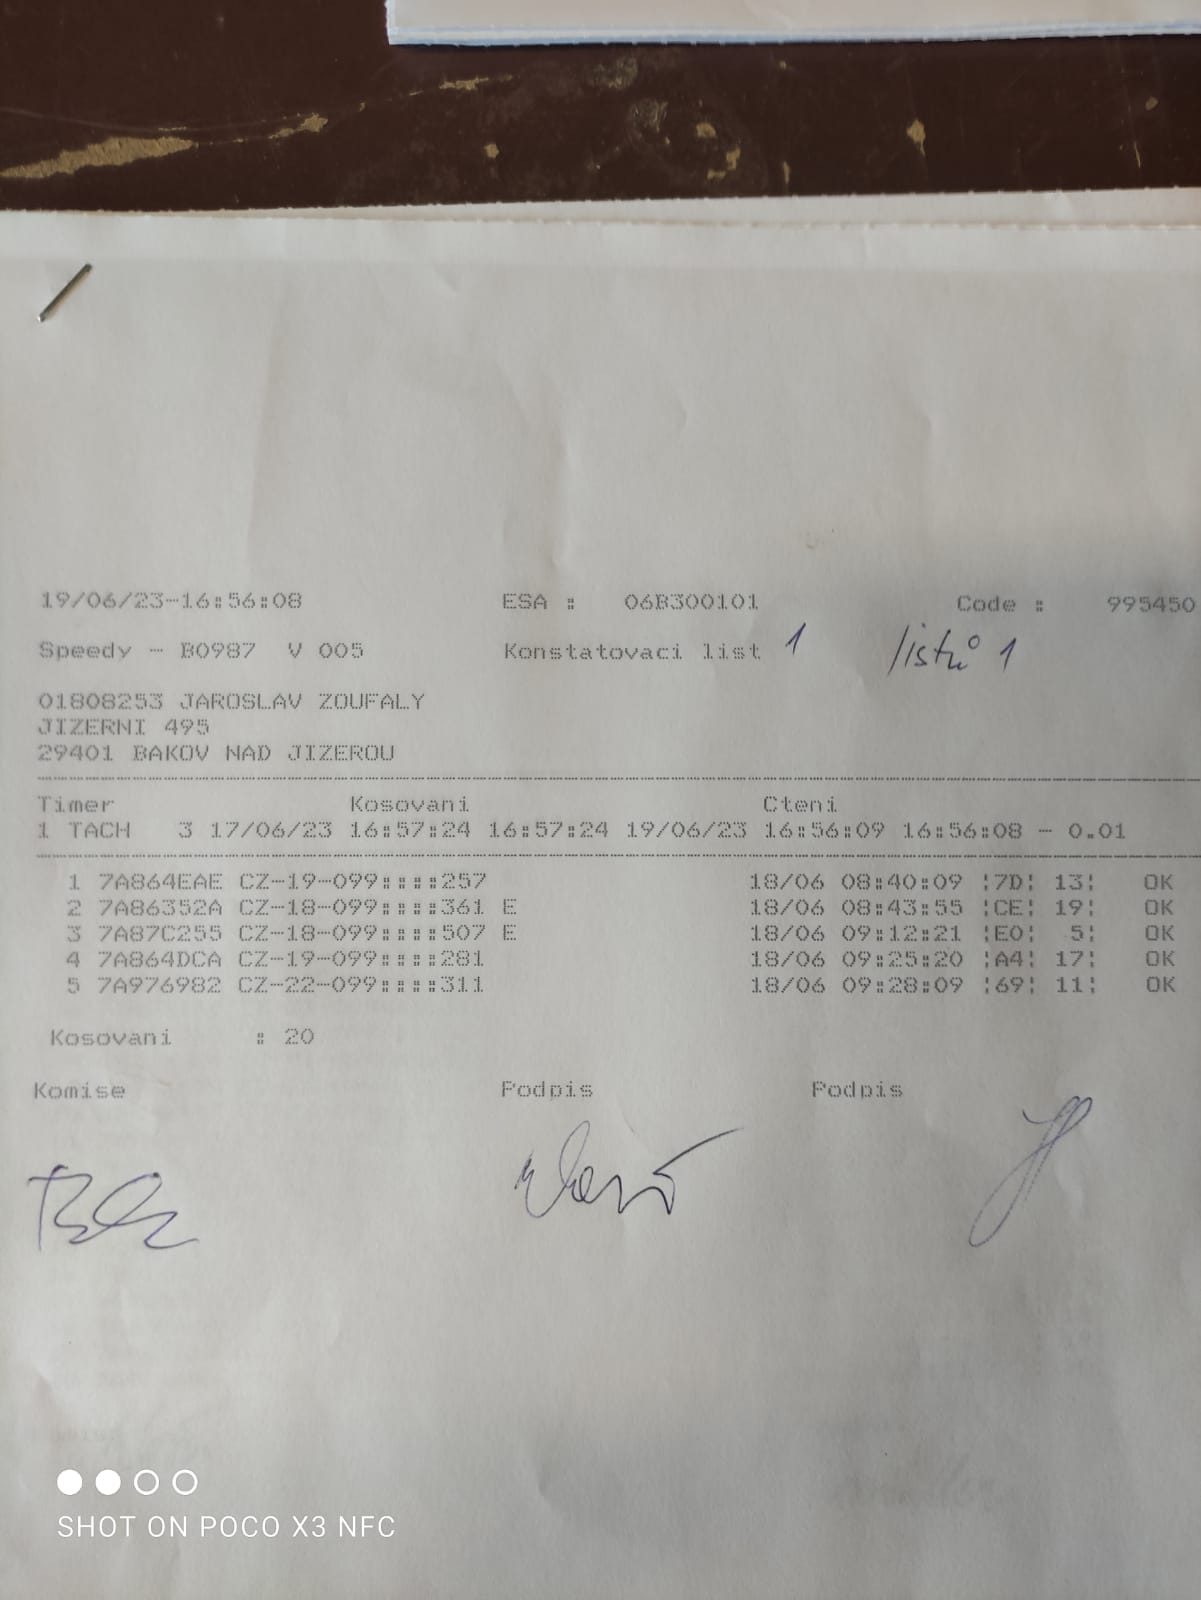 19/06/23-16:56:08 ESA : 06B300101 Code : 995450
Speedy - B0987 V 005 Konstatovaci list 1 listů 1
01808253 JAROSLAV ZOUFALY
JIZERNI 495
29401 BAKOV NAD JIZEROU
Timer Kosovani Cteni
1 TACH 3 17/06/23 16:57:24 16:57:24 19/06/23 16:56:09 16:56:08 - 0.01
1 7A864EAE CZ-19-099::::257 18/06 08:40:09 ¦7D¦ 13¦ OK
2 7A86352A CZ-18-099::::361 E 18/06 08:43:55 ¦CE¦ 19¦ OK
3 7A87C255 CZ-18-099::::507 E 18/06 09:12:21 ¦E0¦ 5¦ OK
4 7A864DCA CZ-19-099::::281 18/06 09:25:20 ¦A4¦ 17¦ OK
5 7A976982 CZ-22-099::::311 18/06 09:28:09 ¦69¦ 11¦ OK
Kosovani : 20
Komise Podpis Podpis
SHOT ON POCO X3 NFC